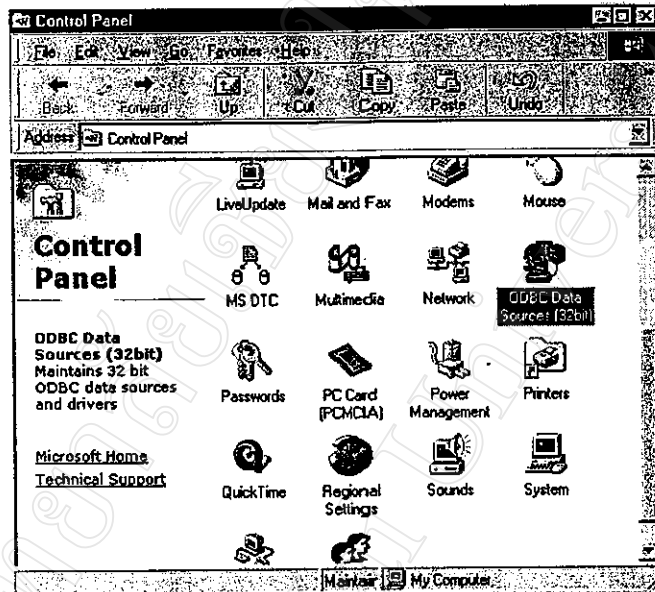 Control Panel
File Edit View Go Favorites Help
Back Forward Up Cut Copy Paste Undo
Address Control Panel
LiveUpdate Mail and Fax Modems Mouse
Control
Panel
MS DTC Multimedia Network ODBC Data
Sources (32bit)
ODBC Data
Sources (32bit)
Maintains 32 bit
ODBC data sources
and drivers
Passwords PC Card
(PCMCIA) Power
Management Printers
Microsoft Home
Technical Support
QuickTime Regional
Settings Sounds System
My Computer